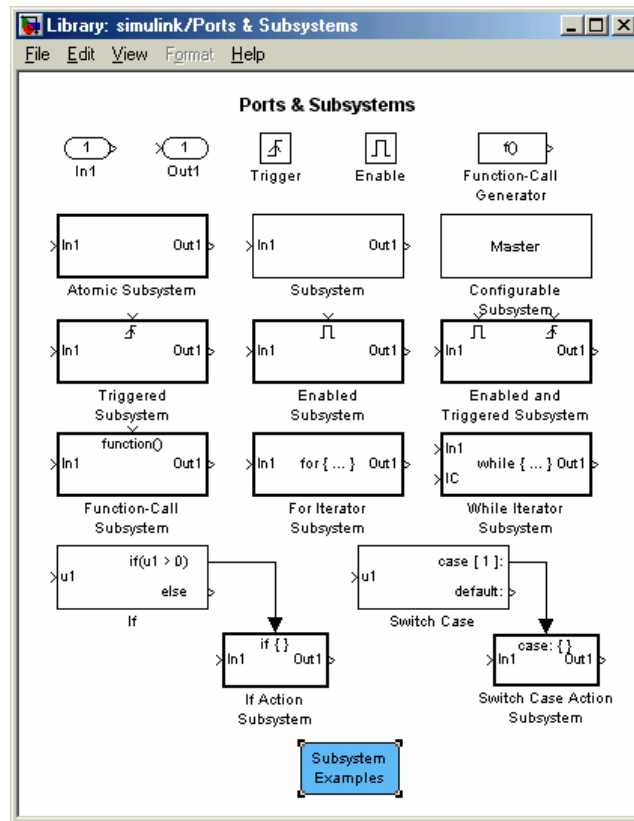 Library: simulink/Ports & Subsystems
File Edit View Format Help
Ports & Subsystems
1
In1
1
Out1
Trigger
Enable
f()
Function-Call
Generator
In1 Out1
Atomic Subsystem
In1 Out1
Subsystem
Master
Configurable
Subsystem
In1 Out1
Triggered
Subsystem
In1 Out1
Enabled
Subsystem
In1 Out1
Enabled and
Triggered Subsystem
function()
In1 Out1
Function-Call
Subsystem
In1 for { ... } Out1
For Iterator
Subsystem
In1
while { ... } Out1
IC
While Iterator
Subsystem
if(u1 > 0)
u1
else
If
case [ 1 ]:
u1
default:
Switch Case
if { }
In1 Out1
If Action
Subsystem
case: { }
In1 Out1
Switch Case Action
Subsystem
Subsystem
Examples